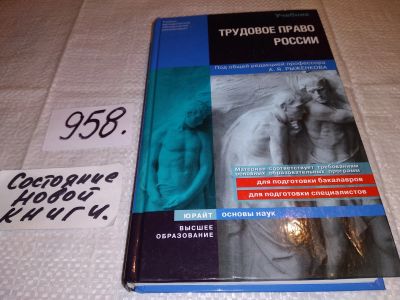 Учебник
ТРУДОВОЕ ПРАВО
РОССИИ
Под общей редакцией профессора
А. Я. РЫЖЕНКОВА
958.
Состояние
новой
книги.
Материал соответствует требованиям
основных образовательных программ
для подготовки бакалавров
для подготовки специалистов
ЮРАЙТ
ОСНОВЫ НАУК
ВЫСШЕЕ
ОБРАЗОВАНИЕ